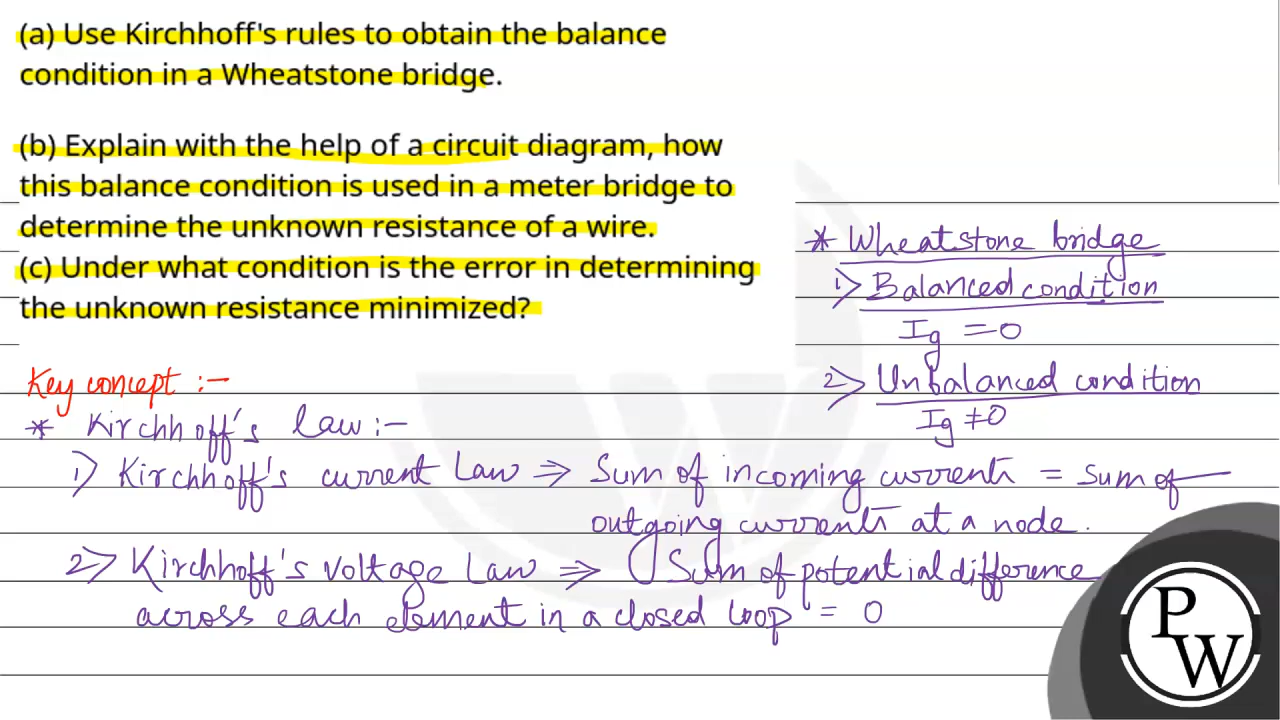 (a) Use Kirchhoff's rules to obtain the balance
condition in a Wheatstone bridge.
(b) Explain with the help of a circuit diagram, how
this balance condition is used in a meter bridge to
determine the unknown resistance of a wire.
(c) Under what condition is the error in determining
the unknown resistance minimized?
* Wheatstone bridge
1) Balanced condition
Ig = 0
2) Unbalanced condition
Ig ≠ 0
Key concept :-
* Kirchhoff's law :-
1) Kirchhoff's current Law ⇒ Sum of incoming currents = sum of
outgoing currents at a node.
2) Kirchhoff's voltage Law ⇒ Sum of potential difference
across each element in a closed loop = 0
PW